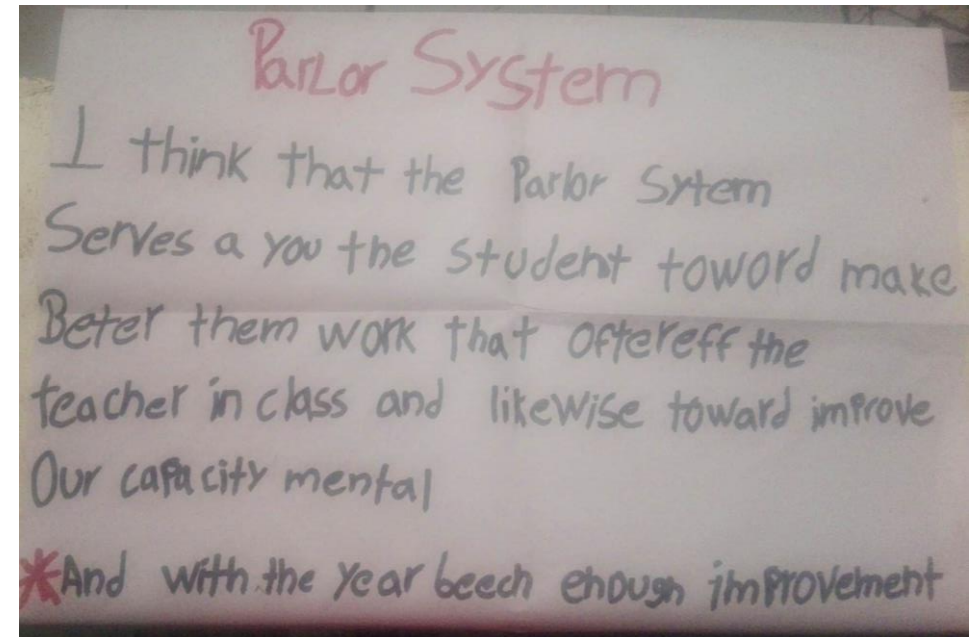 Parlor System
I think that the Parlor Sytem
Serves a you the student toword make
Beter them work that oftereff the
teacher in class and likewise toward improve
Our capacity mental
*And with the year beech enough improvement